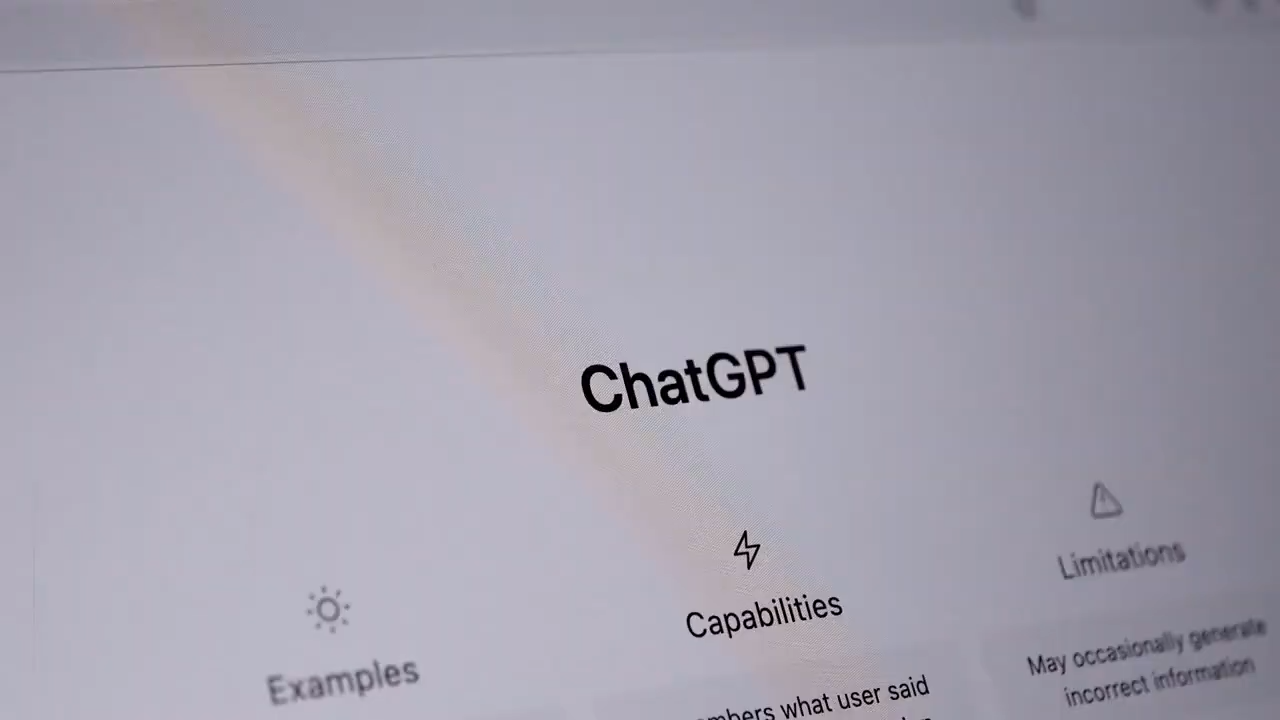 ChatGPT
Examples
Capabilities
Limitations
what user said
May occasionally generate
incorrect information